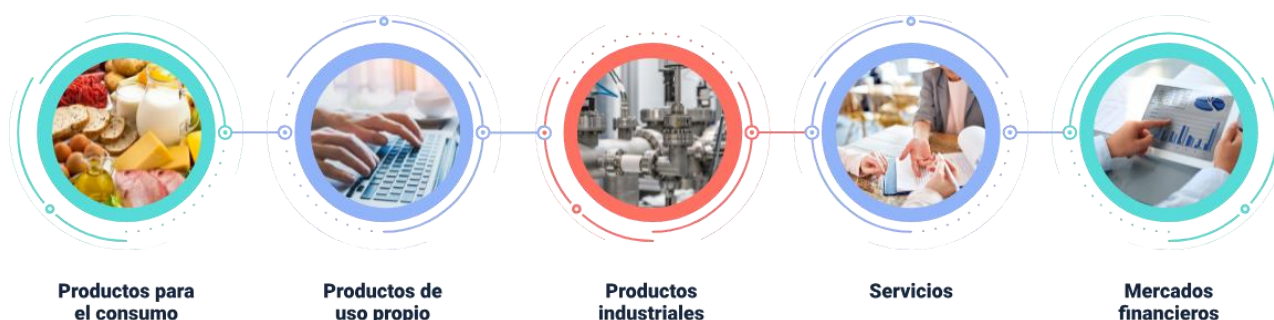 Productos para
el consumo
Productos de
uso propio
Productos
industriales
Servicios
Mercados
financieros